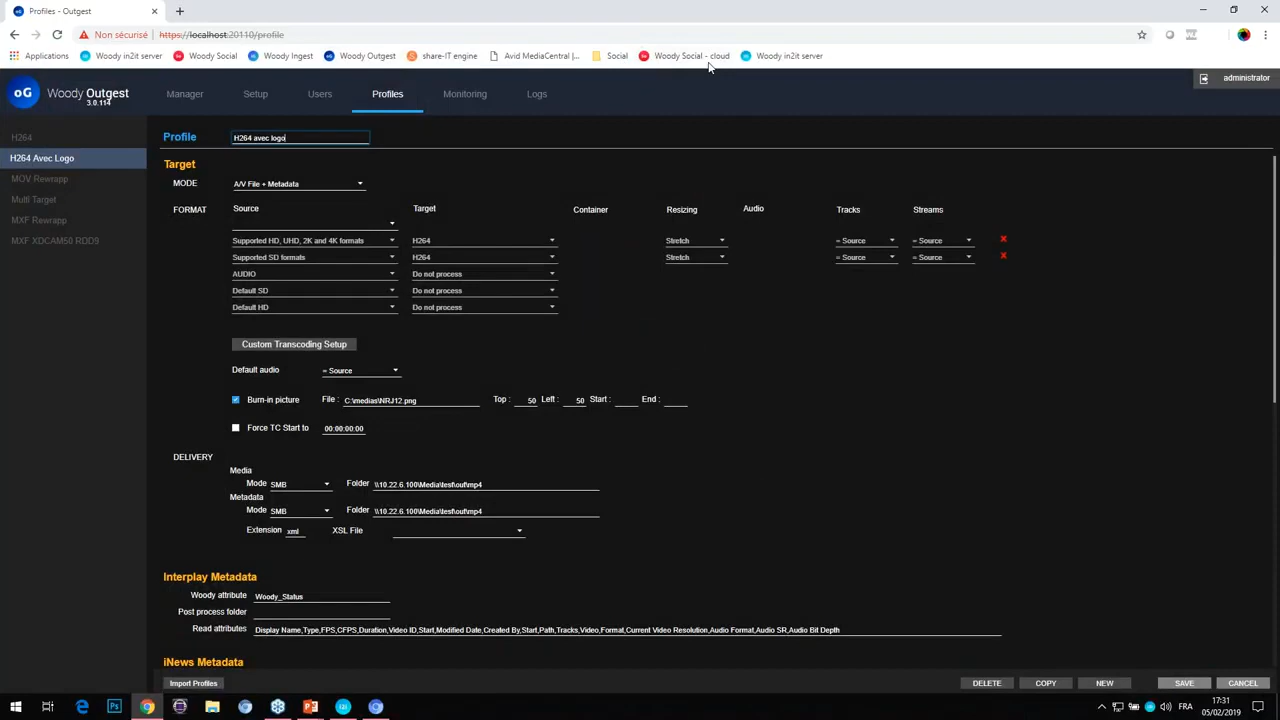 Profiles - Outgest
Non sécurisé https://localhost:20110/profile
Applications Woody in2it server Woody Social Woody Ingest Woody Outgest share-IT engine Avid MediaCentral |... Social Woody Social - cloud Woody in2it server
oG Woody Outgest Manager Setup Users Profiles Monitoring Logs administrator
3.0.114
H264
H264 Avec Logo
MOV Rewrapp
Multi Target
MXF Rewrapp
MXF XDCAM50 RDD9
Profile H264 avec logo
Target
MODE A/V File + Metadata
FORMAT Source Target Container Resizing Audio Tracks Streams
Supported HD, UHD, 2K and 4K formats H264 Stretch = Source = Source x
Supported SD formats H264 Stretch = Source = Source x
AUDIO Do not process
Default SD Do not process
Default HD Do not process
Custom Transcoding Setup
Default audio = Source
Burn-in picture File : C:\medias\NRJ12.png Top : 50 Left : 50 Start : End :
Force TC Start to 00:00:00:00
DELIVERY
Media
Mode SMB Folder \\10.22.6.100\Media\test\out\mp4
Metadata
Mode SMB Folder \\10.22.6.100\Media\test\out\mp4
Extension xml XSL File
Interplay Metadata
Woody attribute Woody_Status
Post process folder
Read attributes Display Name,Type,FPS,CFPS,Duration,Video ID,Start,Modified Date,Created By,Start,Path,Tracks,Video,Format,Current Video Resolution,Audio Format,Audio SR,Audio Bit Depth
iNews Metadata
Import Profiles DELETE COPY NEW SAVE CANCEL
FRA 17:31
05/02/2019